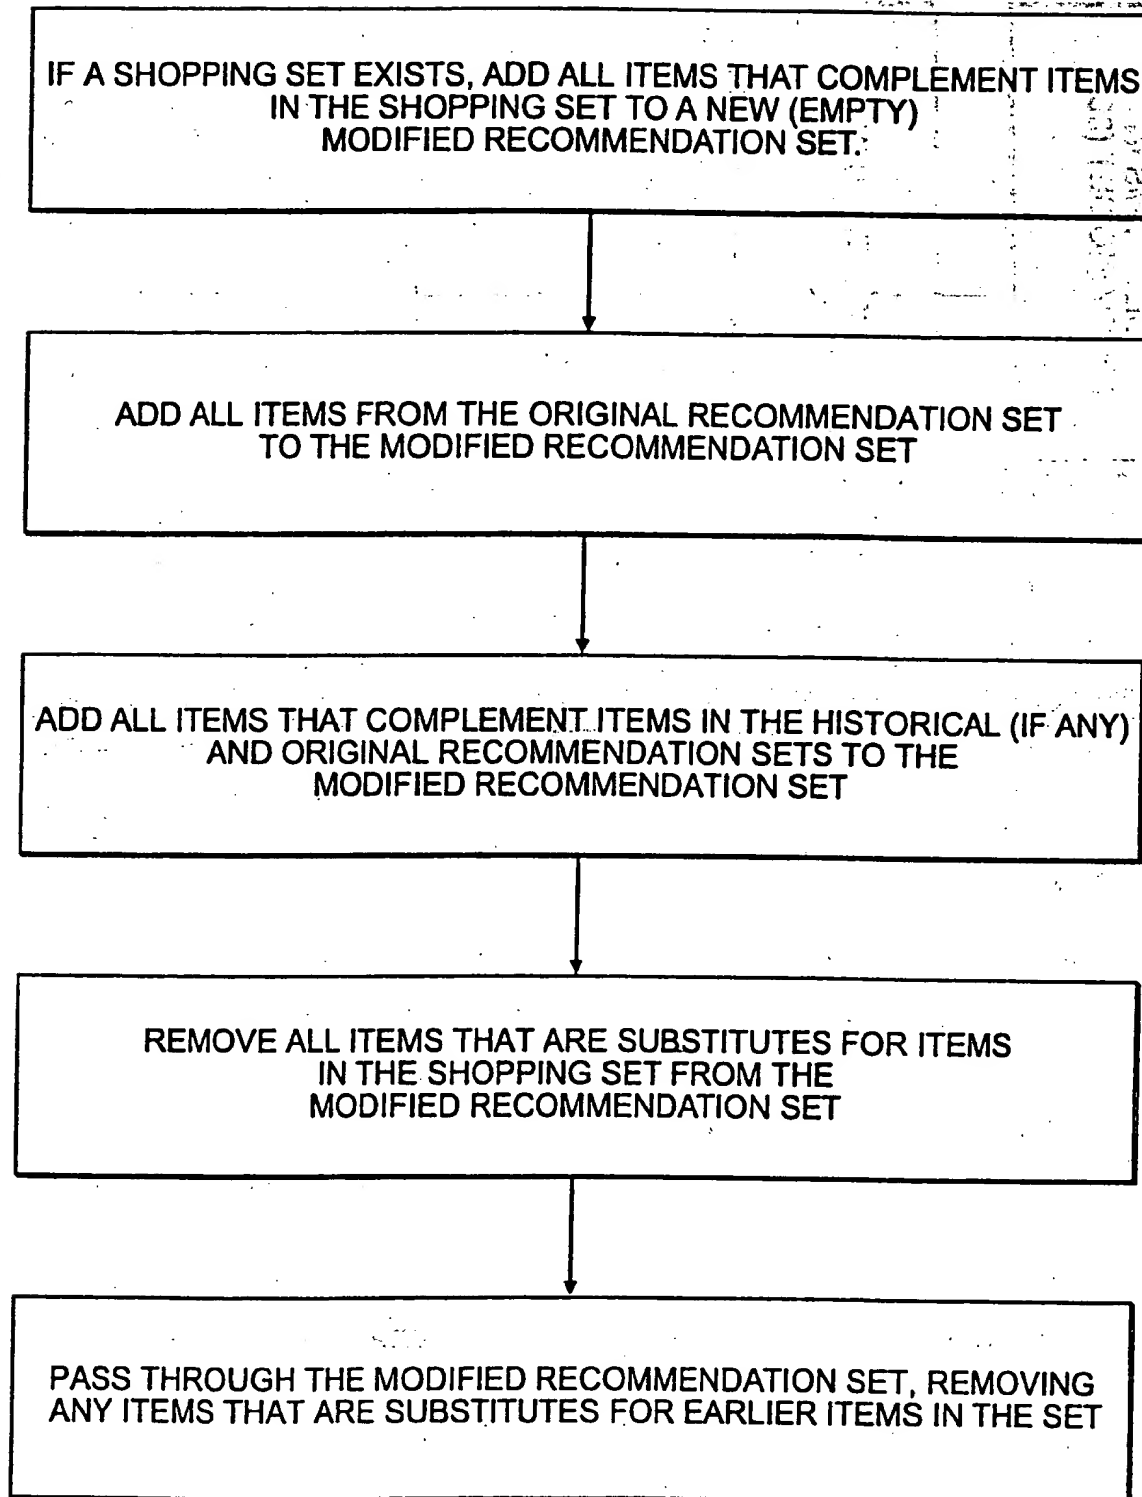 IF A SHOPPING SET EXISTS, ADD ALL ITEMS THAT COMPLEMENT ITEMS
IN THE SHOPPING SET TO A NEW (EMPTY)
MODIFIED RECOMMENDATION SET.
ADD ALL ITEMS FROM THE ORIGINAL RECOMMENDATION SET
TO THE MODIFIED RECOMMENDATION SET
ADD ALL ITEMS THAT COMPLEMENT ITEMS IN THE HISTORICAL (IF ANY)
AND ORIGINAL RECOMMENDATION SETS TO THE
MODIFIED RECOMMENDATION SET
REMOVE ALL ITEMS THAT ARE SUBSTITUTES FOR ITEMS
IN THE SHOPPING SET FROM THE
MODIFIED RECOMMENDATION SET
PASS THROUGH THE MODIFIED RECOMMENDATION SET, REMOVING
ANY ITEMS THAT ARE SUBSTITUTES FOR EARLIER ITEMS IN THE SET